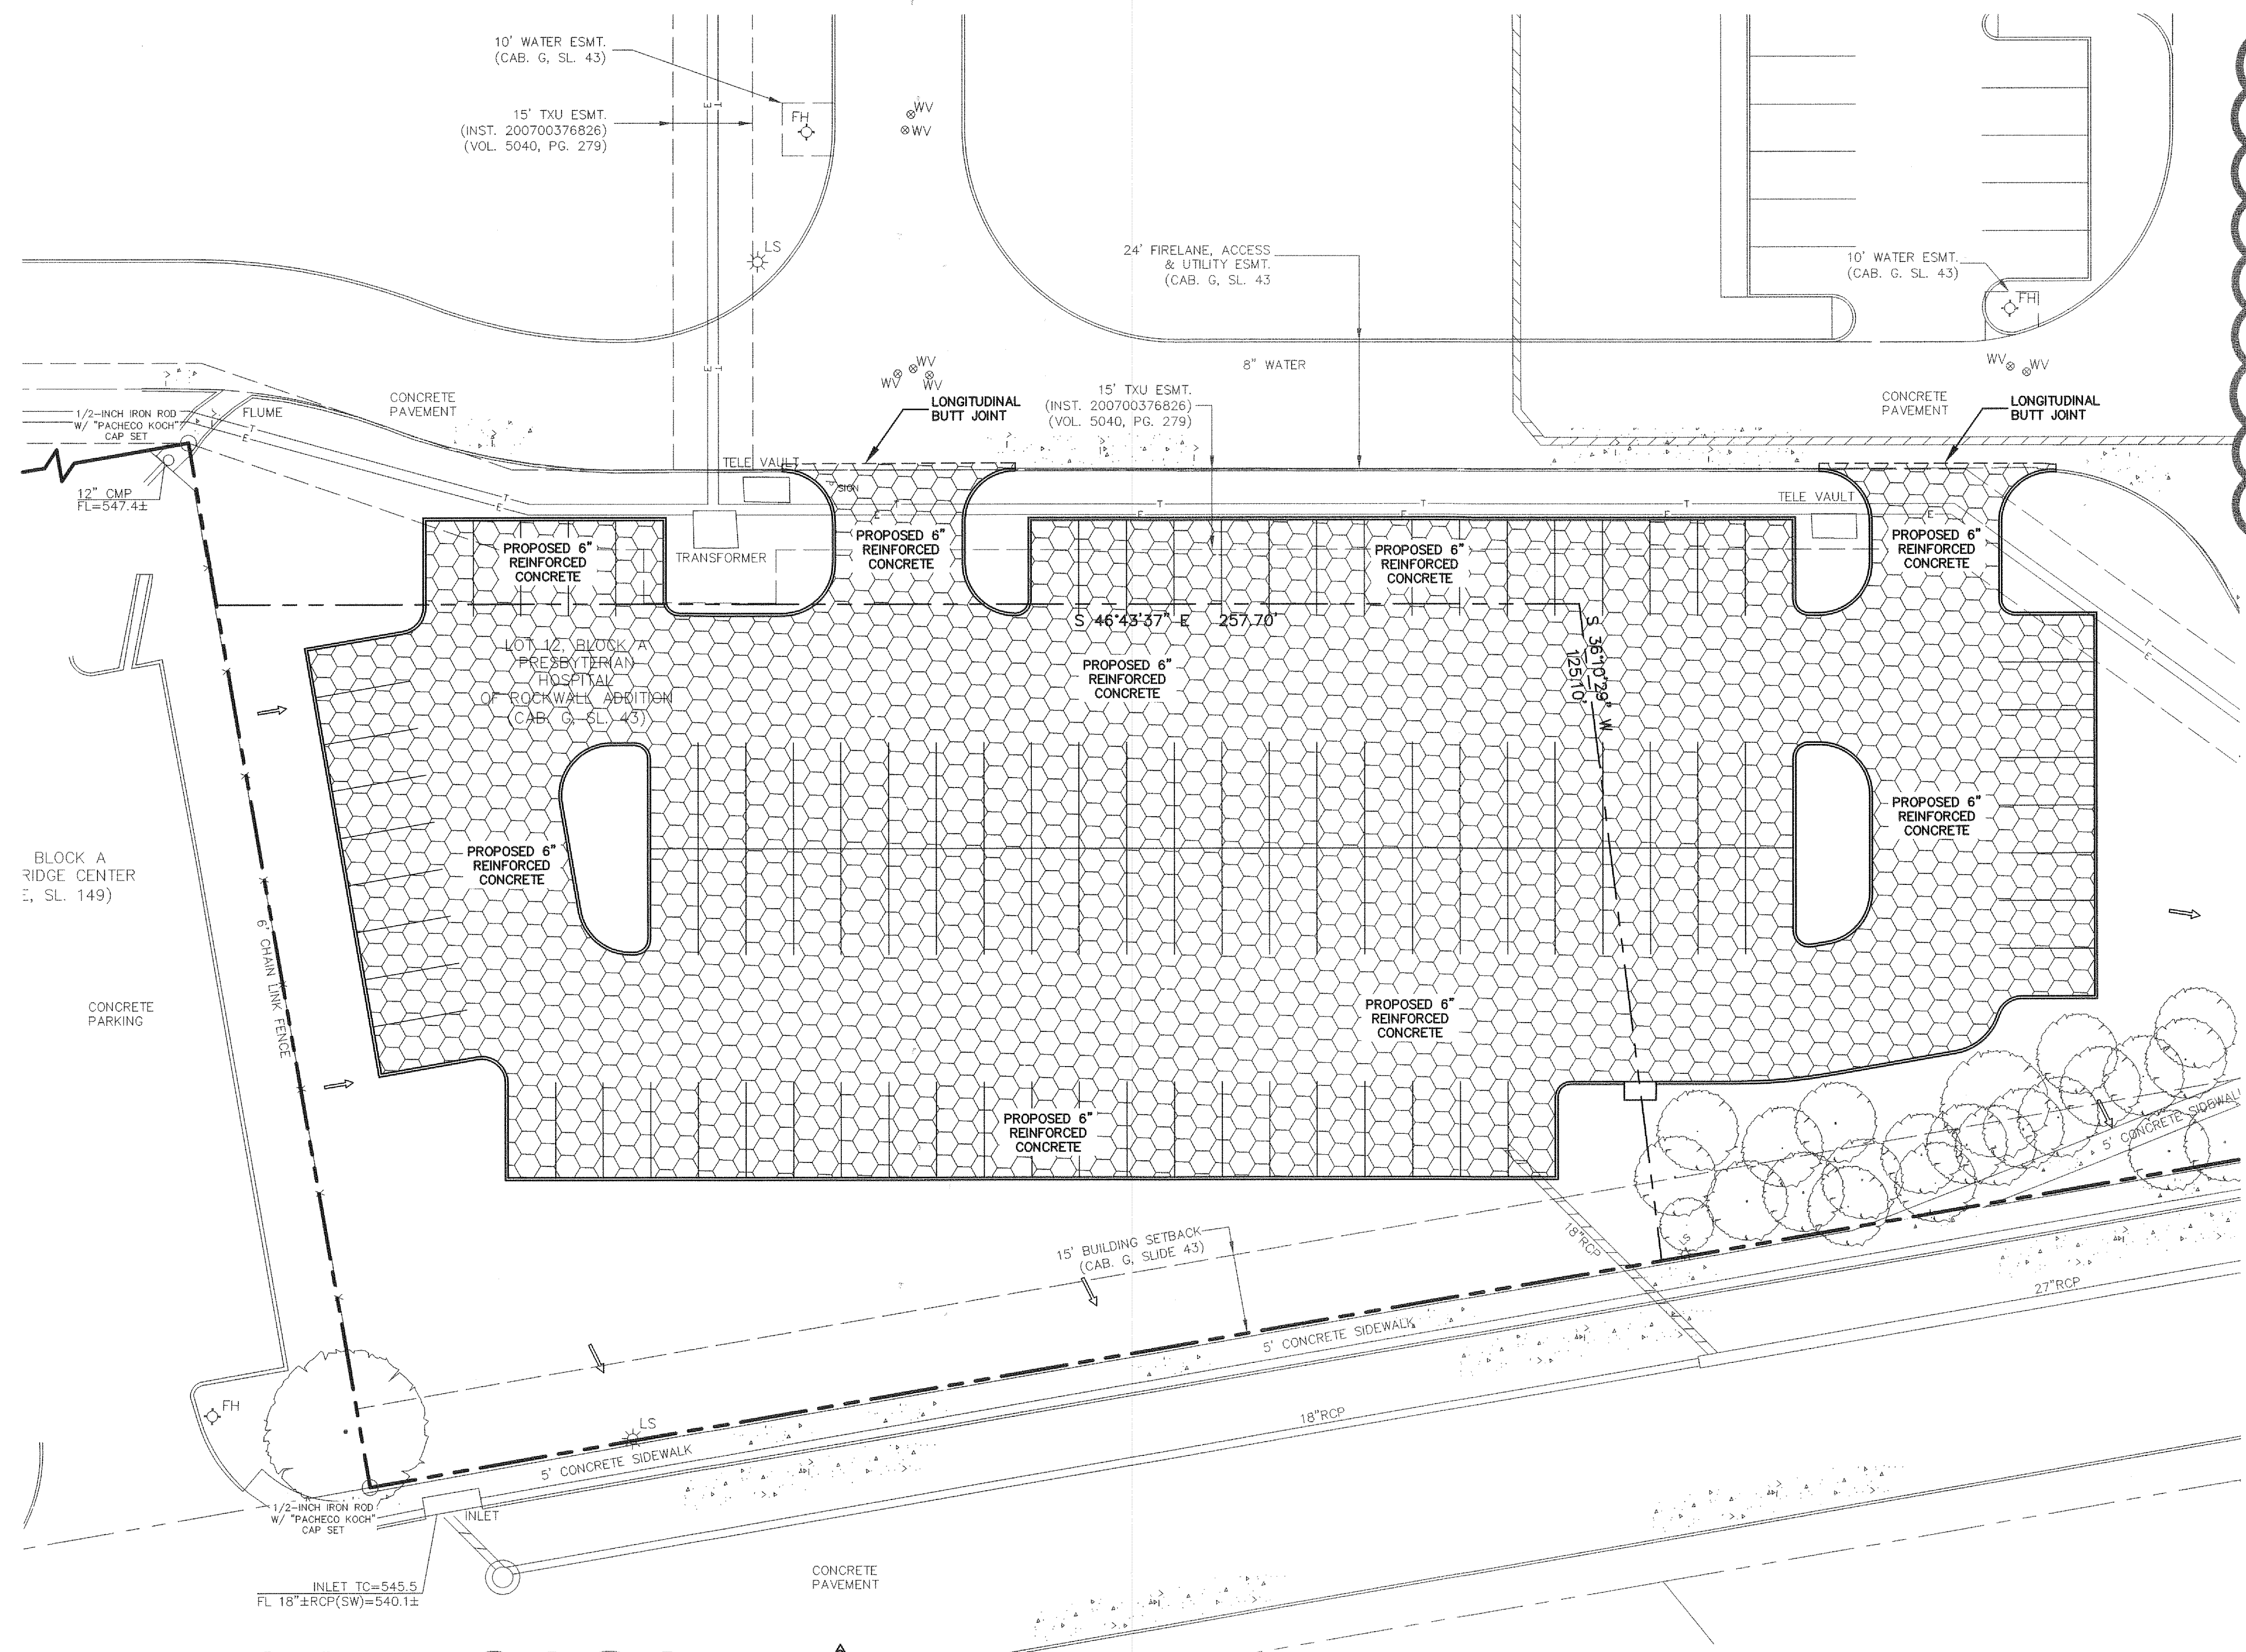 10' WATER ESMT.
(CAB. G, SL. 43)
15' TXU ESMT.
(INST. 200700376826)
(VOL. 5040, PG. 279)
FH
WV
WV
E
T
LS
24' FIRELANE, ACCESS
& UTILITY ESMT.
(CAB. G, SL. 43
10' WATER ESMT.
(CAB. G. SL. 43)
FH
WV
WV
8" WATER
E
T
WV
WV
WV
LONGITUDINAL
BUTT JOINT
15' TXU ESMT.
(INST. 200700376826)
(VOL. 5040, PG. 279)
CONCRETE
PAVEMENT
LONGITUDINAL
BUTT JOINT
CONCRETE
PAVEMENT
1/2-INCH IRON ROD
W/ "PACHECO KOCH"
CAP SET
FLUME
T
E
12" CMP
FL=547.4±
T
E
TELE VAULT
SIGN
TRANSFORMER
E
T
E
T
E
T
E
T
E
TELE VAULT
E
PROPOSED 6"
REINFORCED
CONCRETE
PROPOSED 6"
REINFORCED
CONCRETE
PROPOSED 6"
REINFORCED
CONCRETE
PROPOSED 6"
REINFORCED
CONCRETE
S 46°43'37" E 257.70'
S 36°10'29" W
125.10'
T
E
LOT 12, BLOCK A
PRESBYTERIAN
HOSPITAL
OF ROCKWALL ADDITION
(CAB. G, SL. 43)
PROPOSED 6"
REINFORCED
CONCRETE
PROPOSED 6"
REINFORCED
CONCRETE
PROPOSED 6"
REINFORCED
CONCRETE
BLOCK A
RIDGE CENTER
E, SL. 149)
6' CHAIN LINK FENCE
CONCRETE
PARKING
PROPOSED 6"
REINFORCED
CONCRETE
PROPOSED 6"
REINFORCED
CONCRETE
5' CONCRETE SIDEWALK
15' BUILDING SETBACK
(CAB. G, SLIDE 43)
18"RCP
LS
27"RCP
5' CONCRETE SIDEWALK
FH
LS
18"RCP
5' CONCRETE SIDEWALK
1/2-INCH IRON ROD
W/ "PACHECO KOCH"
CAP SET
INLET
CONCRETE
PAVEMENT
INLET TC=545.5
FL 18"±RCP(SW)=540.1±